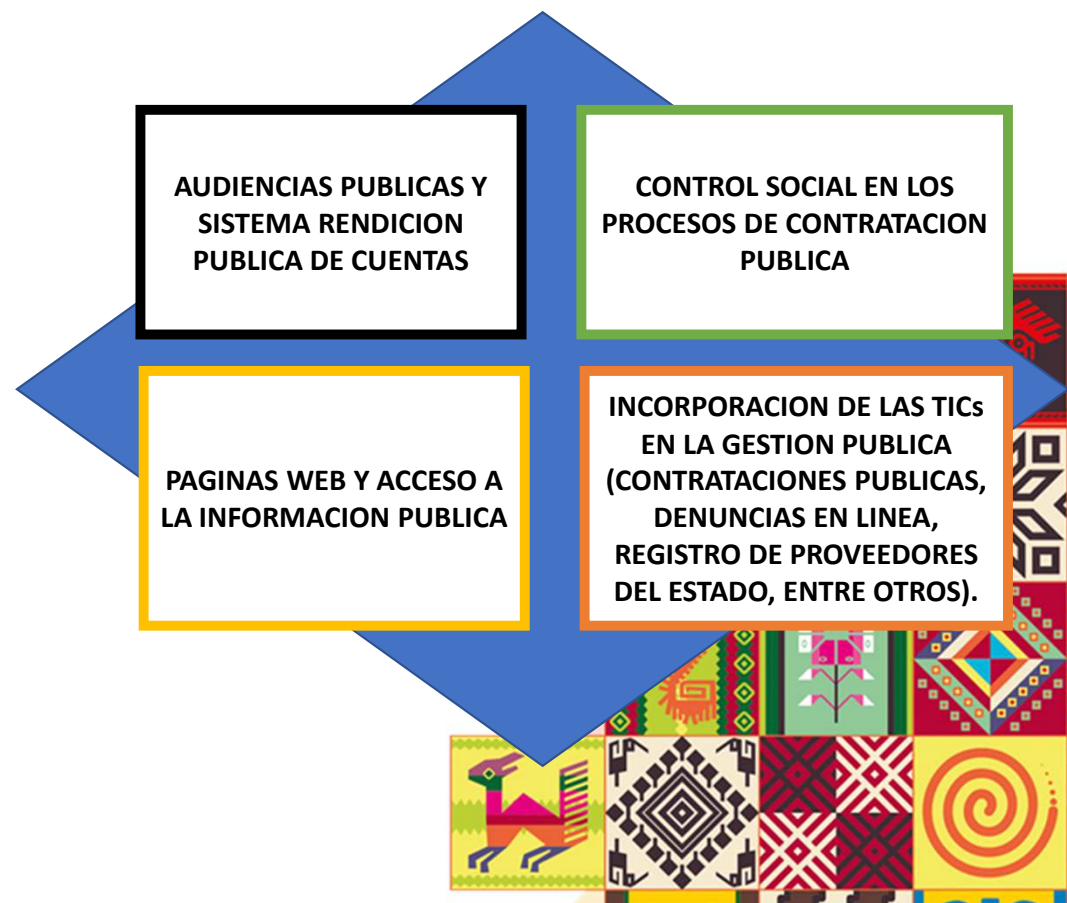 AUDIENCIAS PUBLICAS Y
SISTEMA RENDICION
PUBLICA DE CUENTAS
CONTROL SOCIAL EN LOS
PROCESOS DE CONTRATACION
PUBLICA
PAGINAS WEB Y ACCESO A
LA INFORMACION PUBLICA
INCORPORACION DE LAS TICs
EN LA GESTION PUBLICA
(CONTRATACIONES PUBLICAS,
DENUNCIAS EN LINEA,
REGISTRO DE PROVEEDORES
DEL ESTADO, ENTRE OTROS).